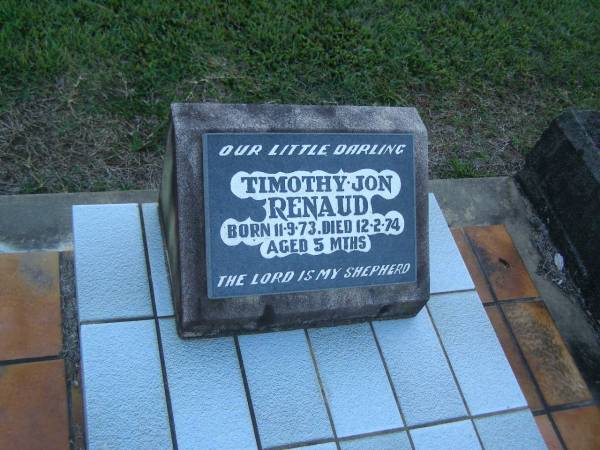 OUR LITTLE DARLING
TIMOTHY·JON
RENAUD
BORN 11·9·73.DIED 12·2·74
AGED 5 MTHS
THE LORD IS MY SHEPHERD